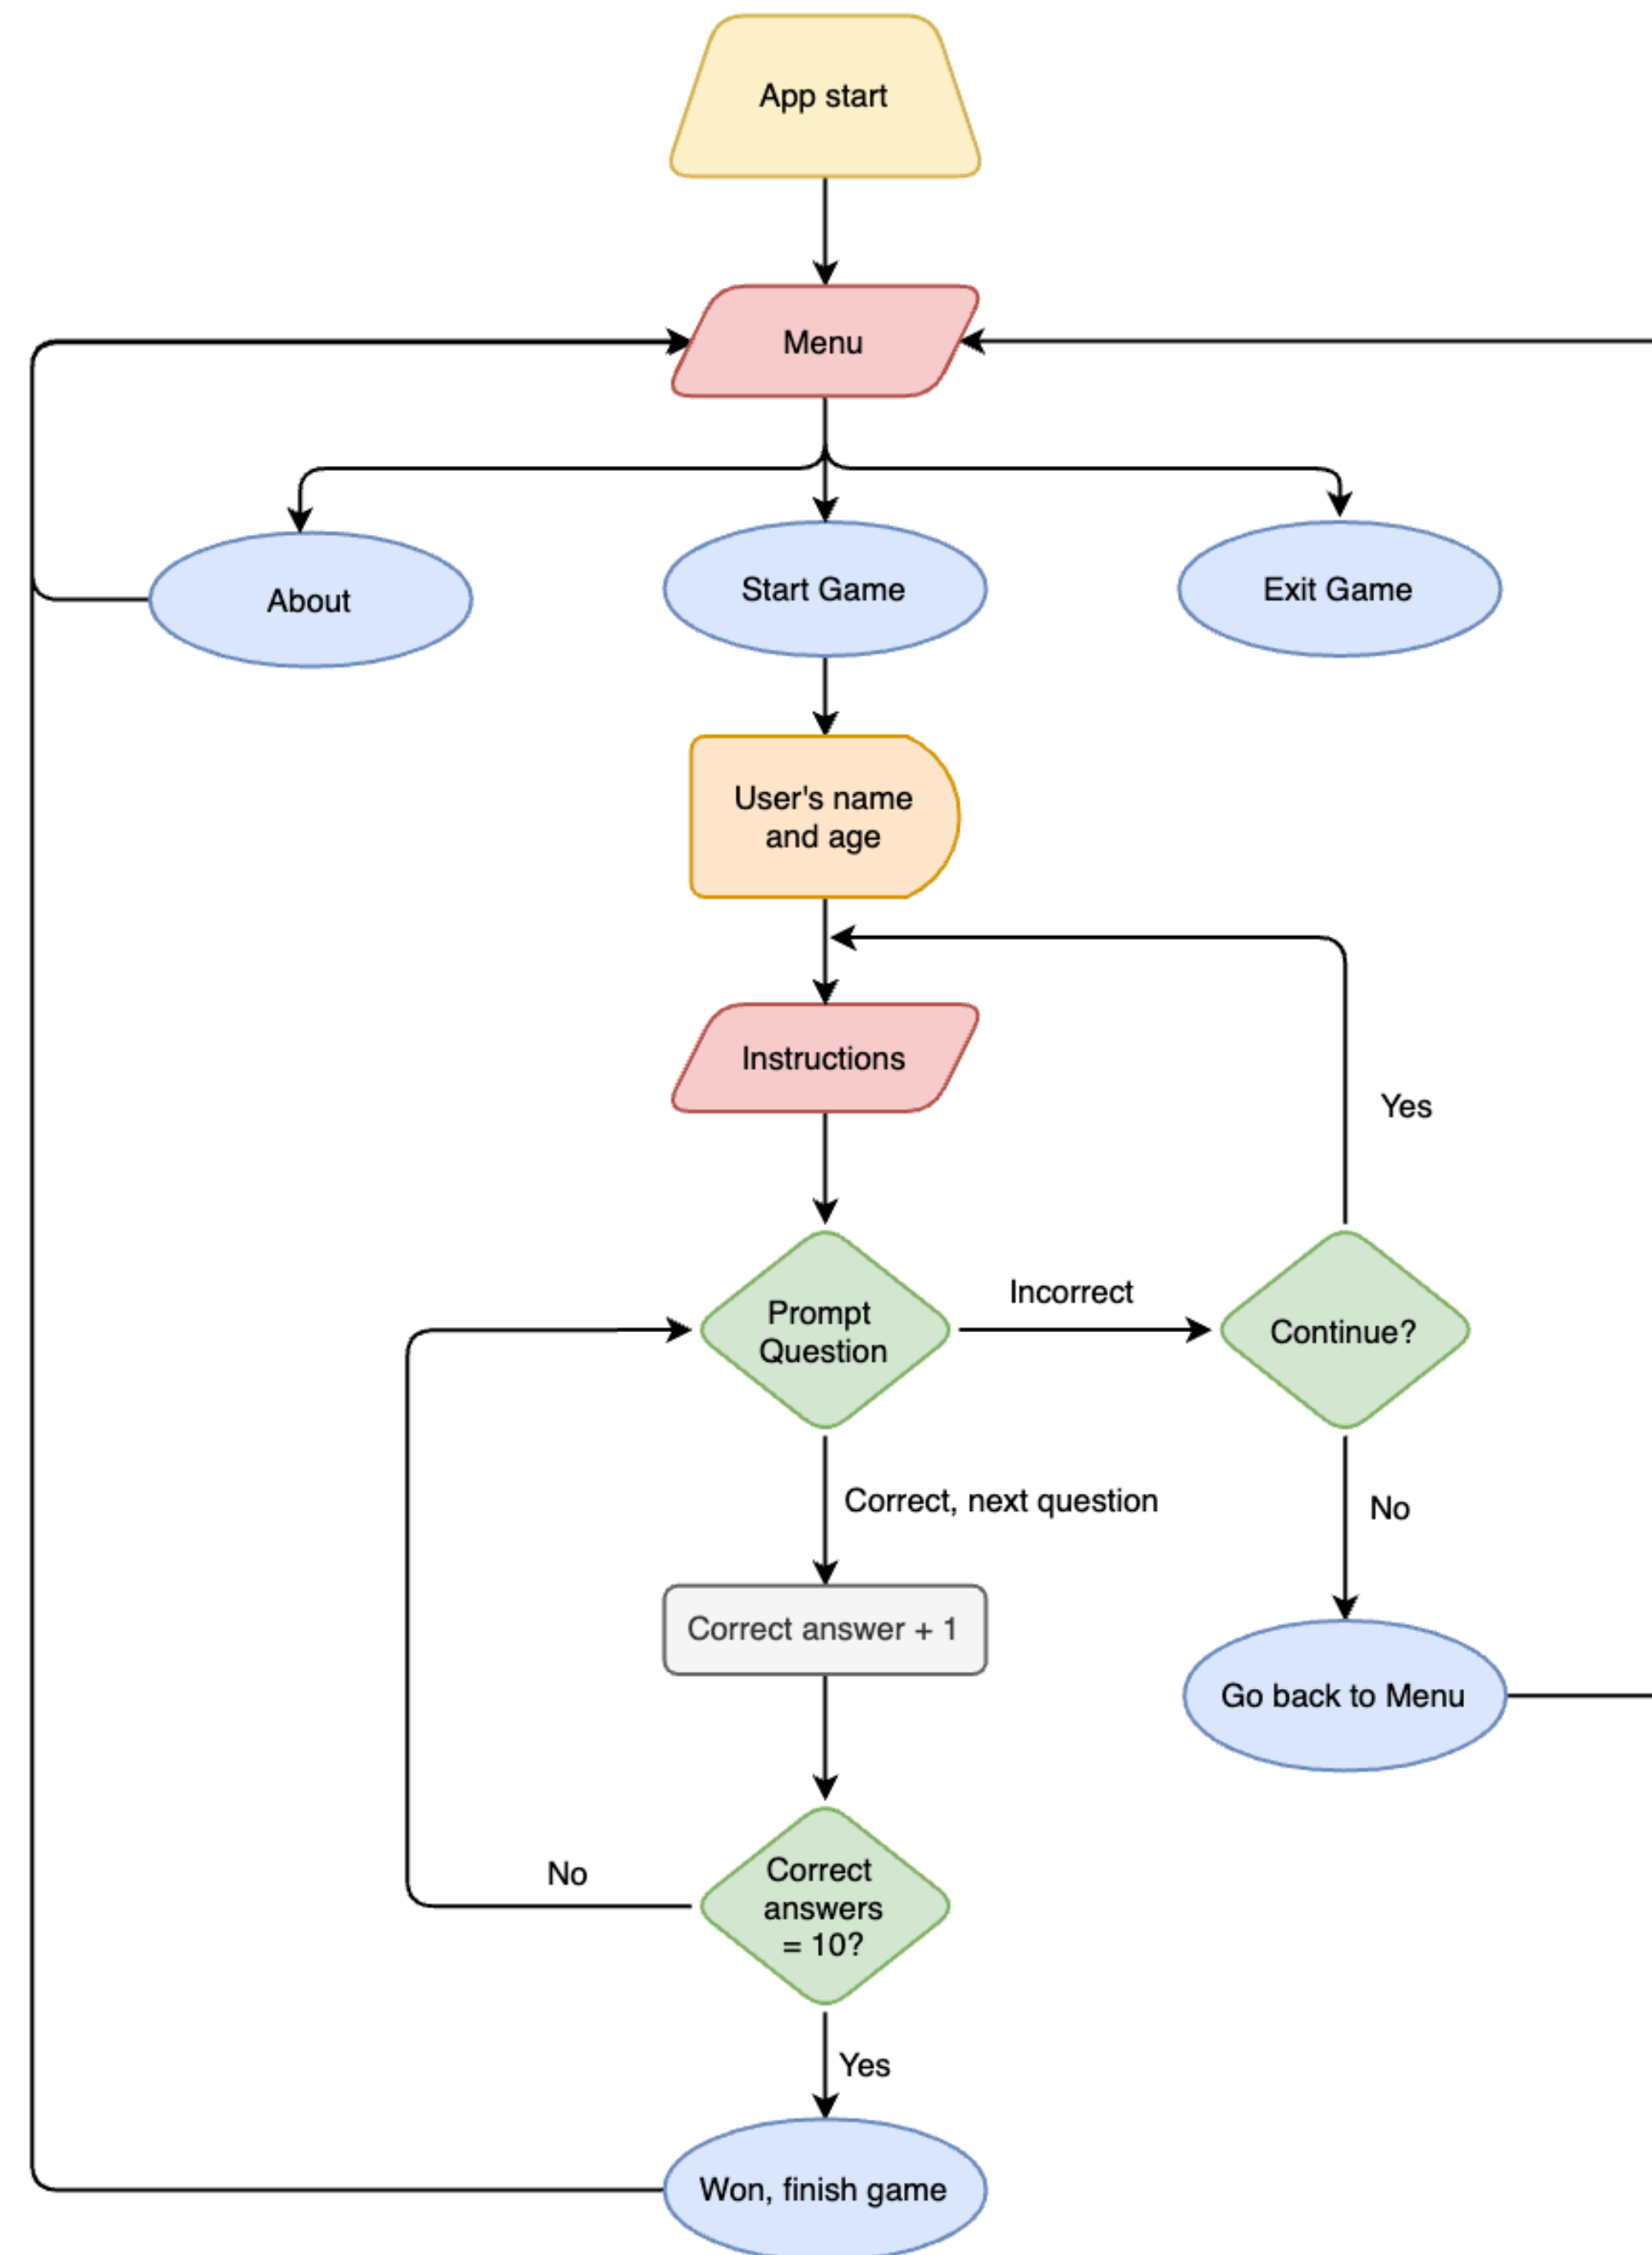 App start
Menu
About
Start Game
Exit Game
User's name
and age
Instructions
Yes
Prompt
Question
Incorrect
Continue?
Correct, next question
No
Correct answer + 1
Go back to Menu
No
Correct
answers
= 10?
Yes
Won, finish game